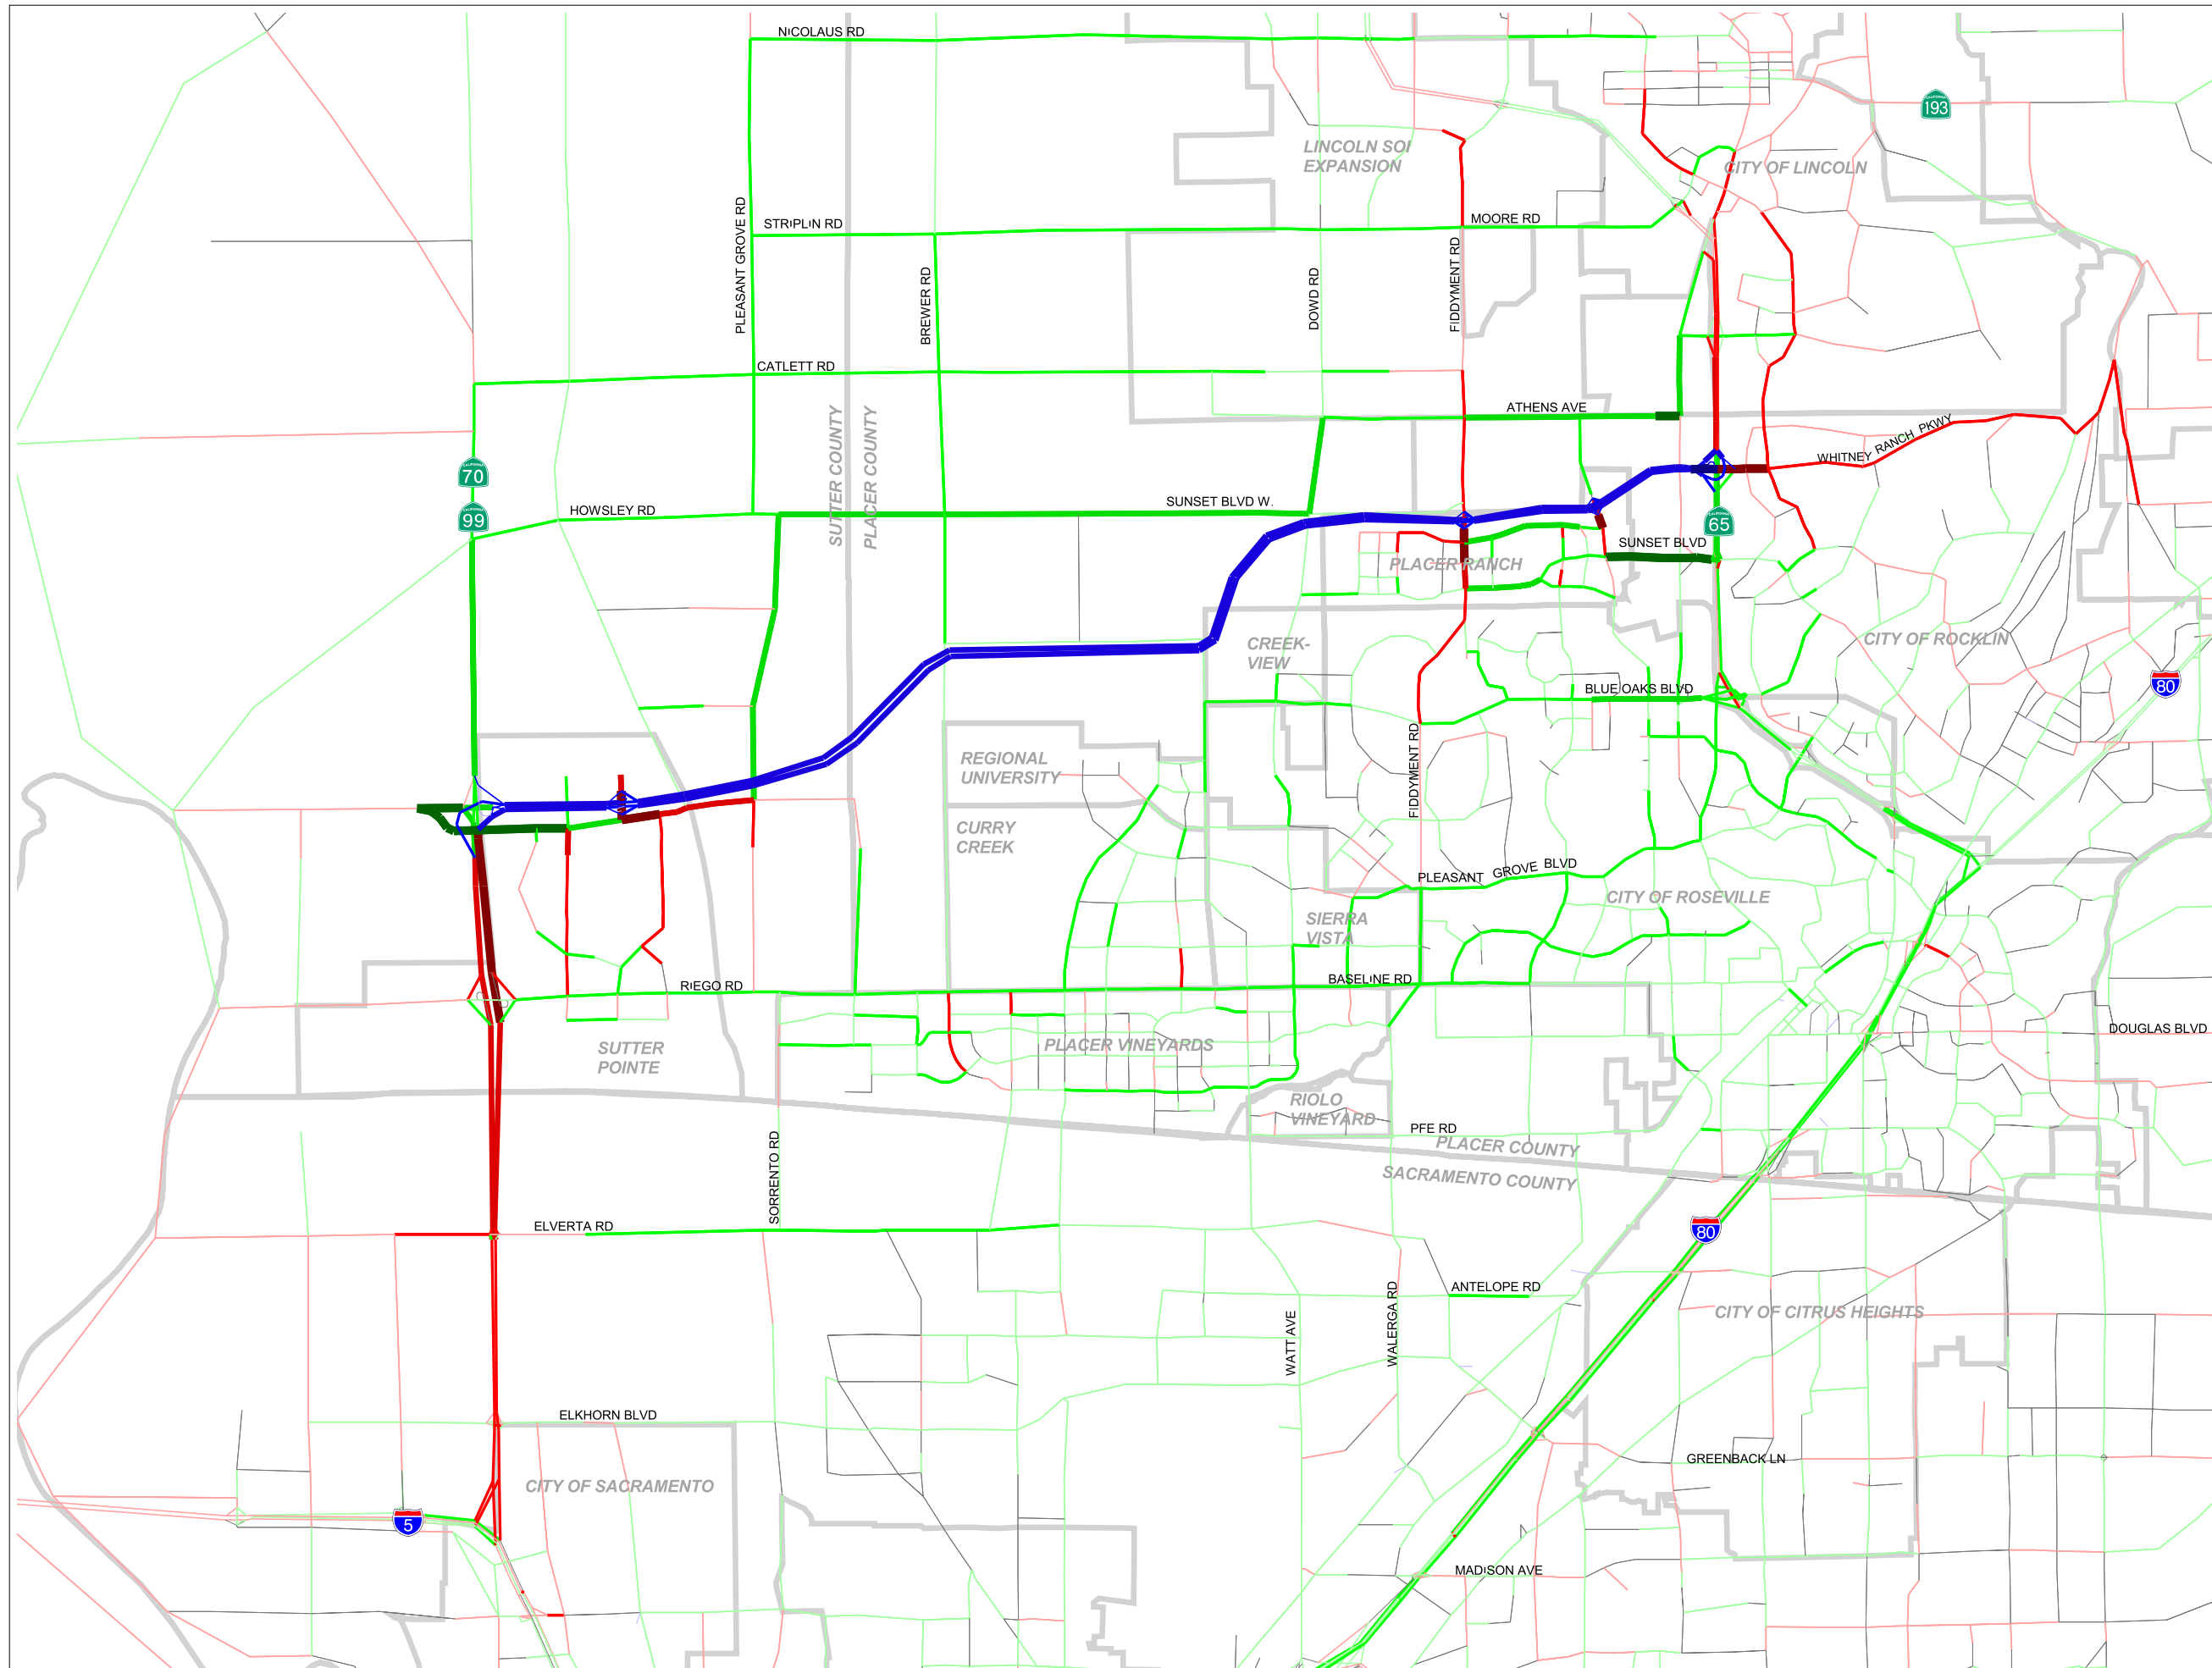 NICOLAUS RD
CALIFORNIA
193
LINCOLN SOI
EXPANSION
CITY OF LINCOLN
PLEASANT GROVE RD
STRIPLIN RD
MOORE RD
BREWER RD
DOWD RD
FIDDYMENT RD
CATLETT RD
ATHENS AVE
SUTTER COUNTY
PLACER COUNTY
WHITNEY RANCH PKWY
CALIFORNIA
70
CALIFORNIA
99
HOWSLEY RD
SUNSET BLVD W.
CALIFORNIA
65
SUNSET BLVD
PLACER RANCH
CREEK-
VIEW
CITY OF ROCKLIN
80
BLUE OAKS BLVD
REGIONAL
UNIVERSITY
FIDDYMENT RD
CURRY
CREEK
PLEASANT GROVE BLVD
CITY OF ROSEVILLE
SIERRA
VISTA
RIEGO RD
BASELINE RD
SUTTER
POINTE
PLACER VINEYARDS
DOUGLAS BLVD
RIOLO
VINEYARD
PFE RD
PLACER COUNTY
SACRAMENTO COUNTY
SORRENTO RD
ELVERTA RD
80
ANTELOPE RD
WATT AVE
WALERGA RD
CITY OF CITRUS HEIGHTS
ELKHORN BLVD
GREENBACK LN
CITY OF SACRAMENTO
5
MADISON AVE